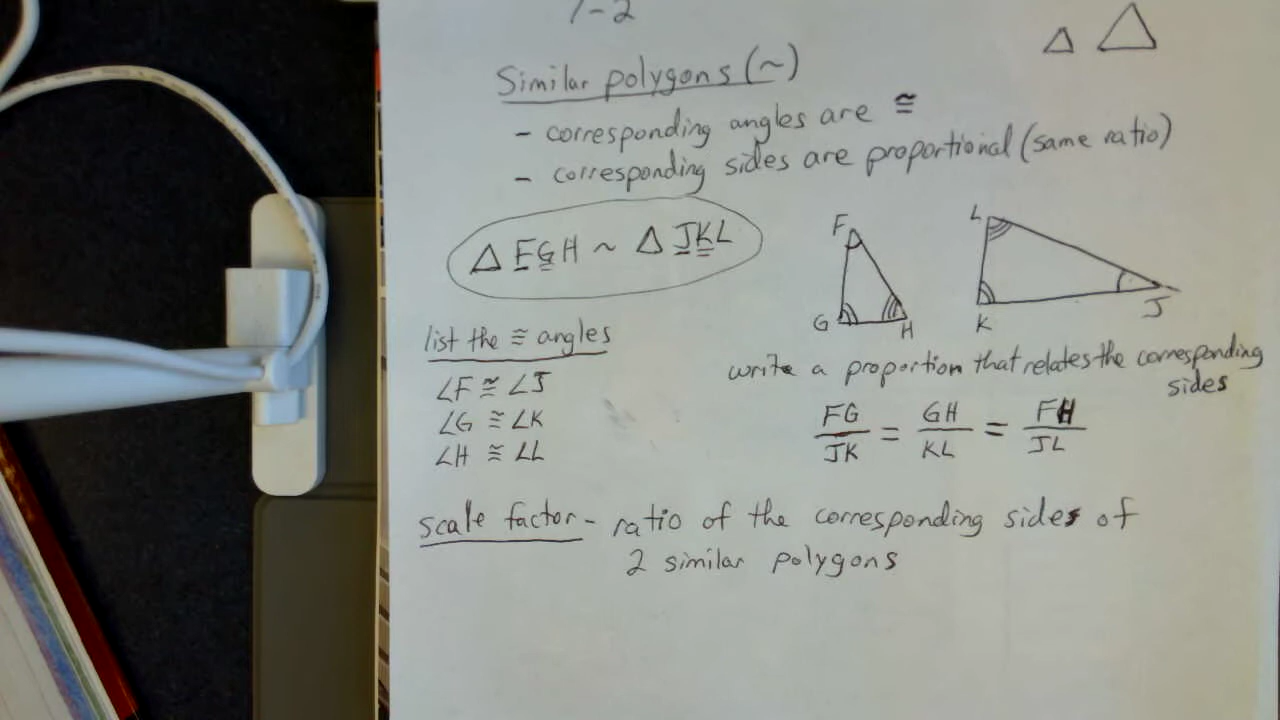 7-2
Similar polygons (~)
- corresponding angles are ≅
- corresponding sides are proportional (same ratio)
△ FGH ~ △ JKL
F
G
H
L
K
J
list the ≅ angles
∠F ≅ ∠J
∠G ≅ ∠K
∠H ≅ ∠L
write a proportion that relates the corresponding
sides
FG/JK = GH/KL = FH/JL
scale factor - ratio of the corresponding sides of
2 similar polygons